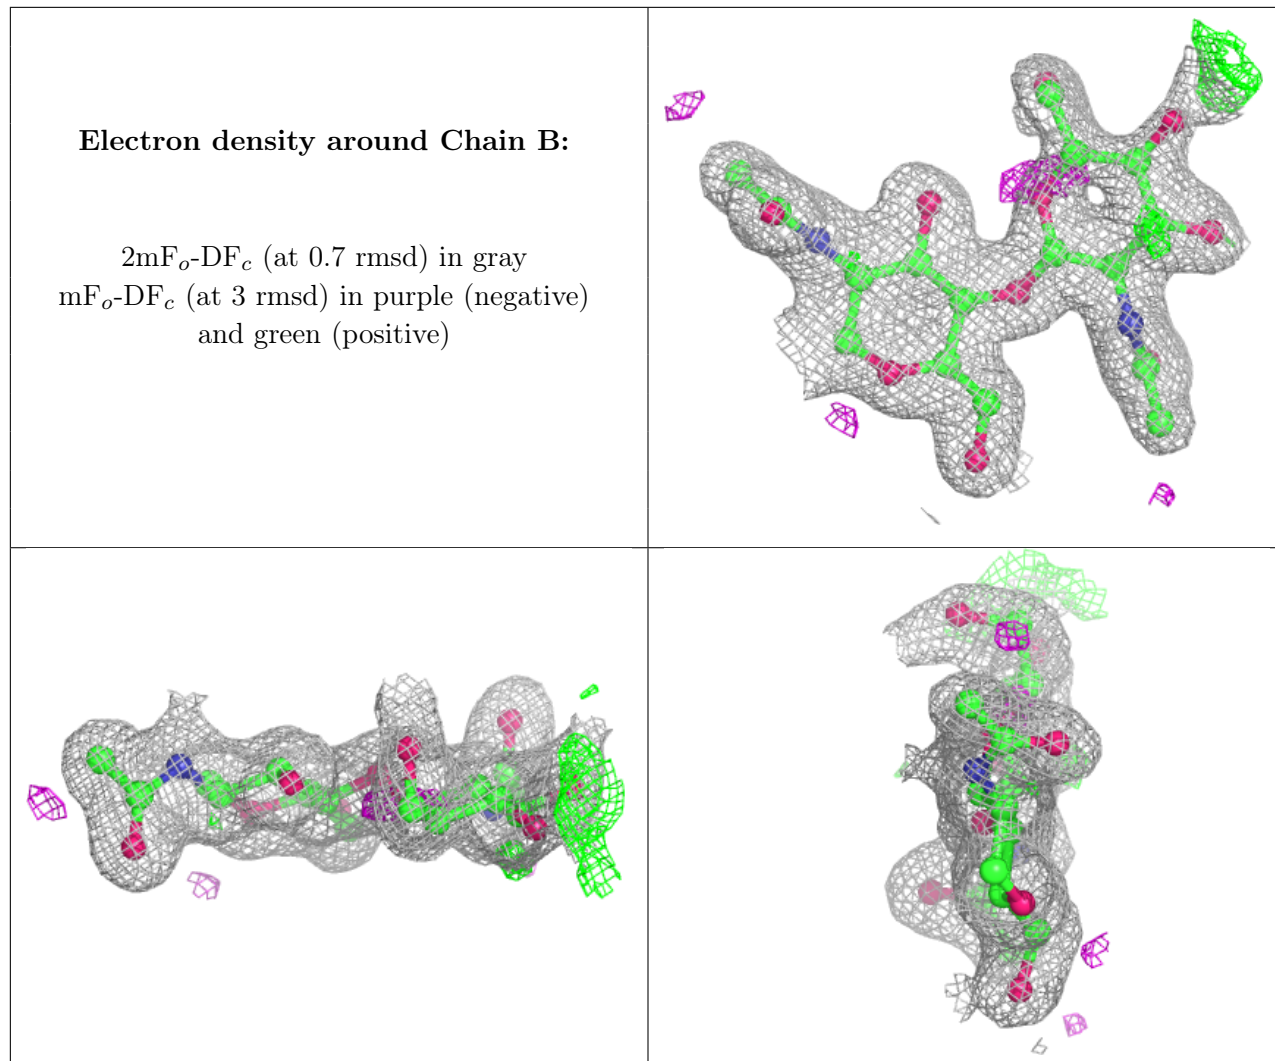 Electron density around Chain B:
2mFo-DFc (at 0.7 rmsd) in gray
mFo-DFc (at 3 rmsd) in purple (negative)
and green (positive)